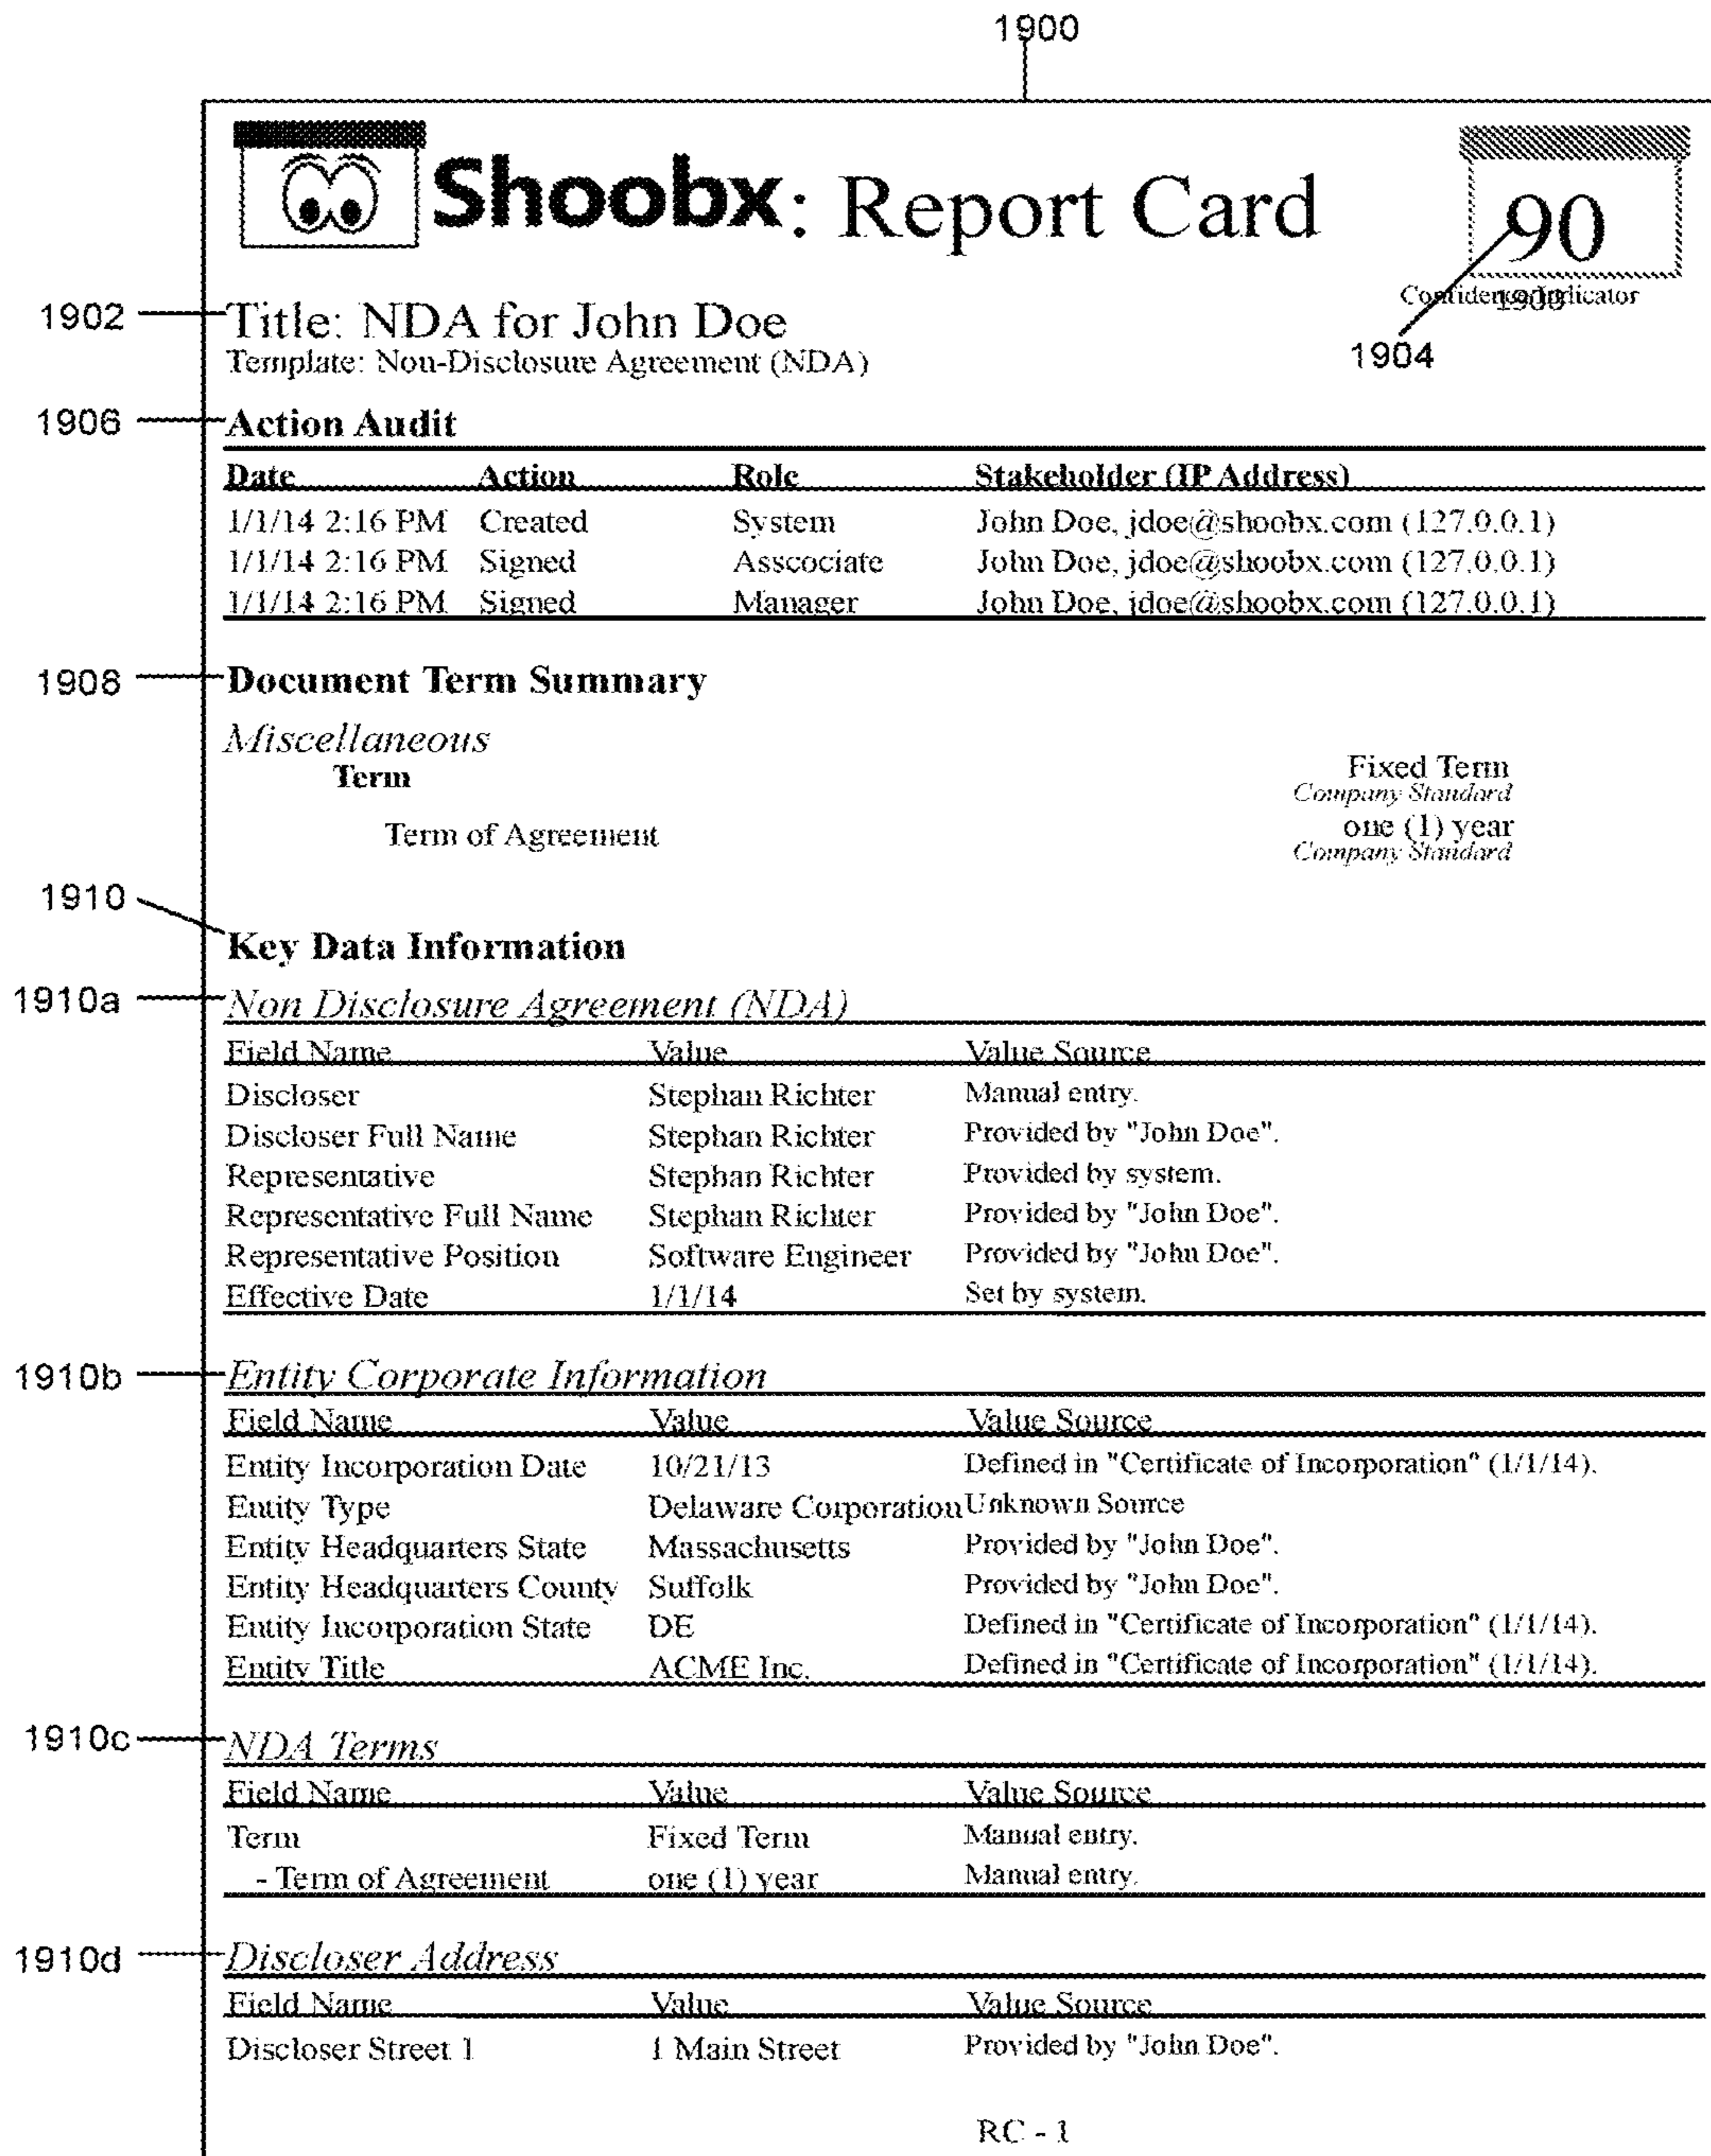 1900
Shoobx: Report Card 90
Confidence Indicator
1900
1902 Title: NDA for John Doe
1904
Template: Non-Disclosure Agreement (NDA)
1906 Action Audit
Date Action Role Stakeholder (IP Address)
1/1/14 2:16 PM Created System John Doe, jdoe@shoobx.com (127.0.0.1)
1/1/14 2:16 PM Signed Asscociate John Doe, jdoe@shoobx.com (127.0.0.1)
1/1/14 2:16 PM Signed Manager John Doe, jdoe@shoobx.com (127.0.0.1)
1908 Document Term Summary
Miscellaneous
Term Fixed Term
Company Standard
Term of Agreement one (1) year
Company Standard
1910
Key Data Information
1910a Non Disclosure Agreement (NDA)
Field Name Value Value Source
Discloser Stephan Richter Manual entry.
Discloser Full Name Stephan Richter Provided by "John Doe".
Representative Stephan Richter Provided by system.
Representative Full Name Stephan Richter Provided by "John Doe".
Representative Position Software Engineer Provided by "John Doe".
Effective Date 1/1/14 Set by system.
1910b Entity Corporate Information
Field Name Value Value Source
Entity Incorporation Date 10/21/13 Defined in "Certificate of Incorporation" (1/1/14).
Entity Type Delaware Corporation Unknown Source
Entity Headquarters State Massachusetts Provided by "John Doe".
Entity Headquarters County Suffolk Provided by "John Doe".
Entity Incorporation State DE Defined in "Certificate of Incorporation" (1/1/14).
Entity Title ACME Inc. Defined in "Certificate of Incorporation" (1/1/14).
1910c NDA Terms
Field Name Value Value Source
Term Fixed Term Manual entry.
- Term of Agreement one (1) year Manual entry.
1910d Discloser Address
Field Name Value Value Source
Discloser Street 1 1 Main Street Provided by "John Doe".
RC - 1